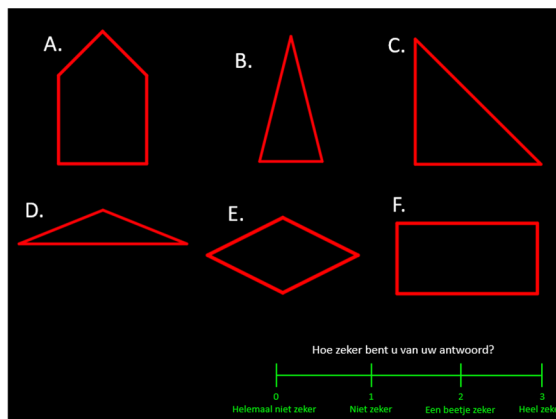 A.
B.
C.
D.
E.
F.
Hoe zeker bent u van uw antwoord?
0 1 2 3
Helemaal niet zeker Niet zeker Een beetje zeker Heel zek